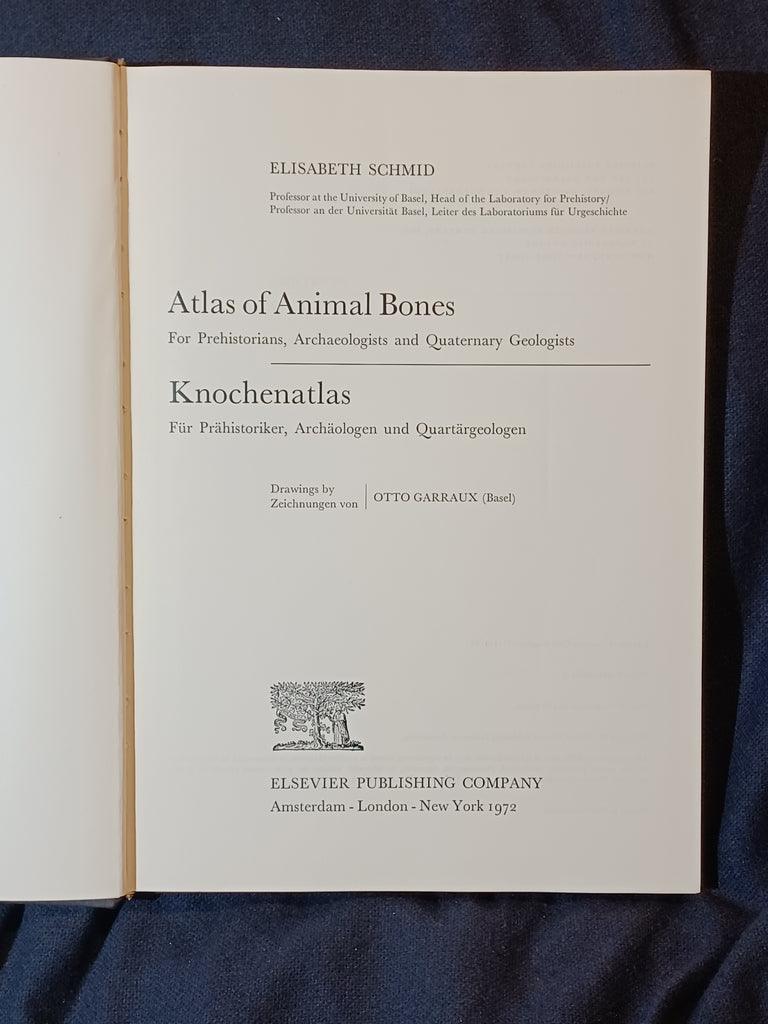 ELISABETH SCHMID
Professor at the University of Basel, Head of the Laboratory for Prehistory/
Professor an der Universität Basel, Leiter des Laboratoriums für Urgeschichte
Atlas of Animal Bones
For Prehistorians, Archaeologists and Quaternary Geologists
Knochenatlas
Für Prähistoriker, Archäologen und Quartärgeologen
Drawings by
Zeichnungen von
OTTO GARRAUX (Basel)
ELSEVIER PUBLISHING COMPANY
Amsterdam - London - New York 1972